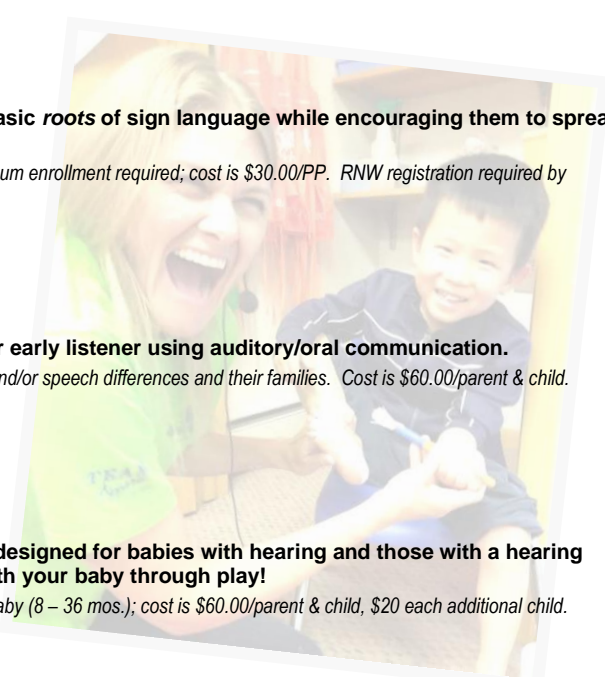 asic roots of sign language while encouraging them to sprea
um enrollment required; cost is $30.00/PP. RNW registration required by
r early listener using auditory/oral communication.
nd/or speech differences and their families. Cost is $60.00/parent & child.
designed for babies with hearing and those with a hearing
th your baby through play!
aby (8 – 36 mos.); cost is $60.00/parent & child, $20 each additional child.